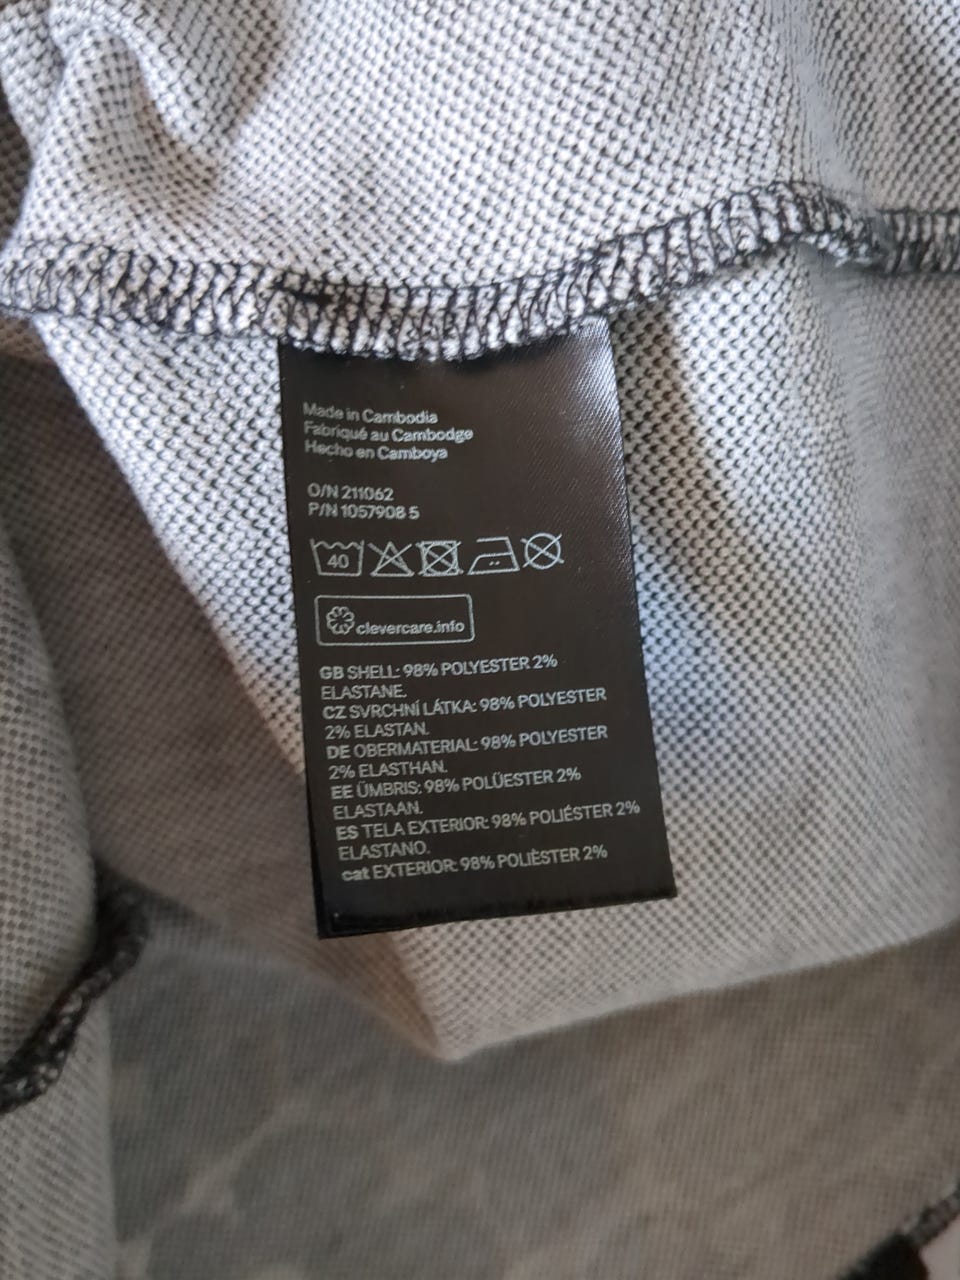 Made in Cambodia
Fabriqué au Cambodge
Hecho en Camboya
O/N 211062
P/N 1057908 5
40
clevercare.info
GB SHELL: 98% POLYESTER 2%
ELASTANE.
CZ SVRCHNÍ LÁTKA: 98% POLYESTER
2% ELASTAN.
DE OBERMATERIAL: 98% POLYESTER
2% ELASTHAN.
EE ÜMBRIS: 98% POLÜESTER 2%
ELASTAAN.
ES TELA EXTERIOR: 98% POLIÉSTER 2%
ELASTANO.
cat EXTERIOR: 98% POLIÈSTER 2%